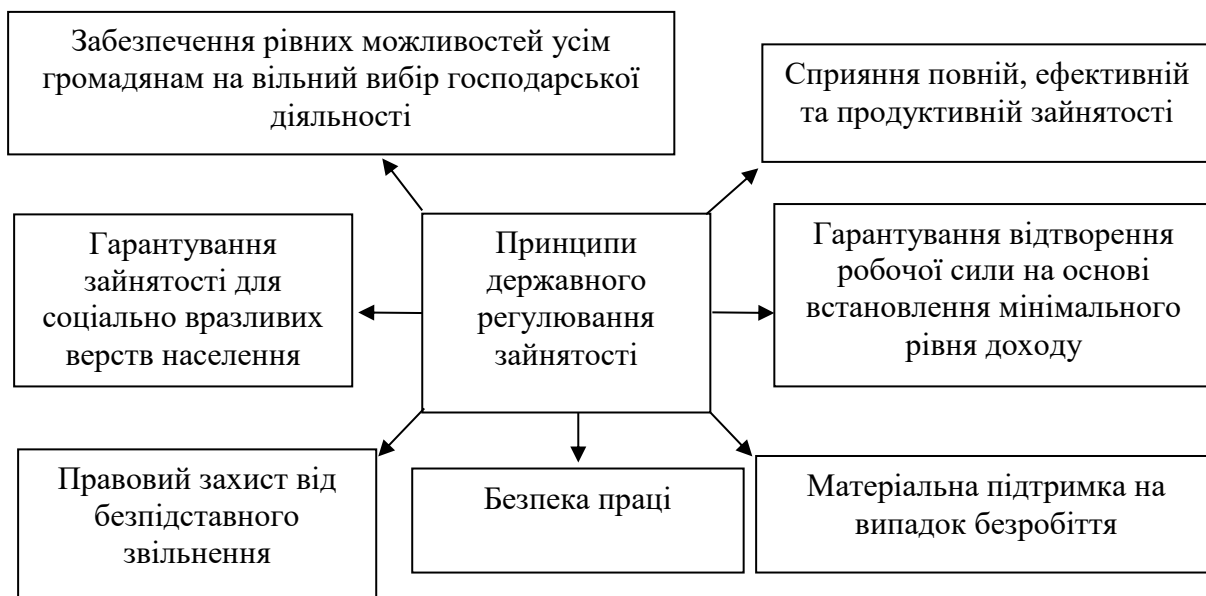 Забезпечення рівних можливостей усім
громадянам на вільний вибір господарської
діяльності
Сприяння повній, ефективній
та продуктивній зайнятості
Гарантування
зайнятості для
соціально вразливих
верств населення
Принципи
державного
регулювання
зайнятості
Гарантування відтворення
робочої сили на основі
встановлення мінімального
рівня доходу
Правовий захист від
безпідставного
звільнення
Безпека праці
Матеріальна підтримка на
випадок безробіття